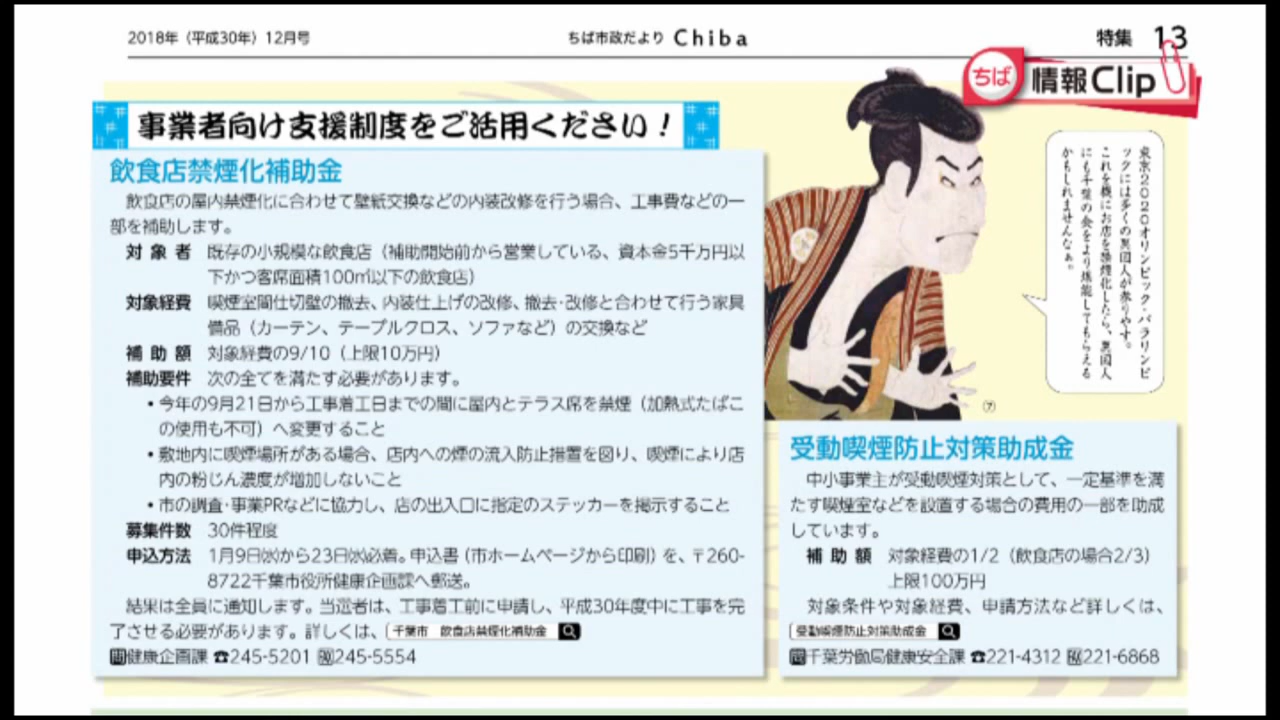 2018年（平成30年）12月号
ちば市政だより Chiba
特集 13
ちば 情報Clip
事業者向け支援制度をご活用ください！
飲食店禁煙化補助金
飲食店の屋内禁煙化に合わせて壁紙交換などの内装改修を行う場合、工事費などの一
部を補助します。
対象者 既存の小規模な飲食店（補助開始前から営業している、資本金5千万円以
下かつ客席面積100㎡以下の飲食店）
対象経費 喫煙室間仕切壁の撤去、内装仕上げの改修、撤去・改修と合わせて行う家具
備品（カーテン、テーブルクロス、ソファなど）の交換など
補助額 対象経費の9/10（上限10万円）
補助要件 次の全てを満たす必要があります。
・今年の9月21日から工事着工日までの間に屋内とテラス席を禁煙（加熱式たばこ
の使用も不可）へ変更すること
・敷地内に喫煙場所がある場合、店内への煙の流入防止措置を図り、喫煙により店
内の粉じん濃度が増加しないこと
・市の調査・事業PRなどに協力し、店の出入口に指定のステッカーを掲示すること
募集件数 30件程度
申込方法 1月9日㈬から23日㈬必着。申込書（市ホームページから印刷）を、〒260-
8722千葉市役所健康企画課へ郵送。
結果は全員に通知します。当選者は、工事着工前に申請し、平成30年度中に工事を完
了させる必要があります。詳しくは、 千葉市 飲食店禁煙化補助金
問健康企画課 ☎245-5201 FAX245-5554
東京2020オリンピック・パラリンピ
ックには多くの異国人が参りやす。
これを機にお店を禁煙化したら、異国人
にも千葉の食をより堪能してもらえる
かもしれませんなぁ。
⑦
受動喫煙防止対策助成金
中小事業主が受動喫煙対策として、一定基準を満
たす喫煙室などを設置する場合の費用の一部を助成
しています。
補助額 対象経費の1/2（飲食店の場合2/3）
上限100万円
対象条件や対象経費、申請方法など詳しくは、
受動喫煙防止対策助成金
問千葉労働局健康安全課 ☎221-4312 FAX221-6868